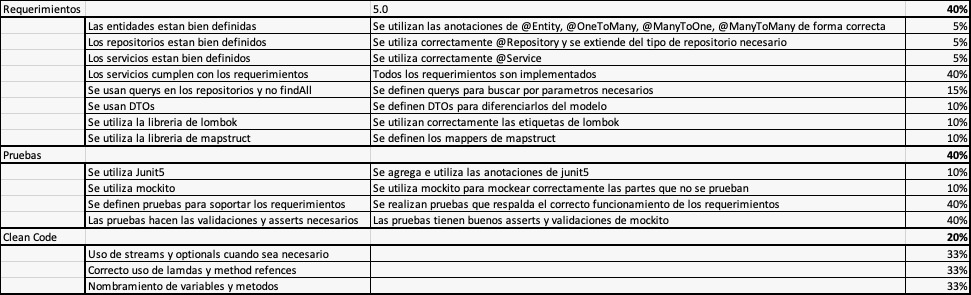 Requerimientos 5.0 40%
Las entidades estan bien definidas Se utilizan las anotaciones de @Entity, @OneToMany, @ManyToOne, @ManyToMany de forma correcta 5%
Los repositorios estan bien definidos Se utiliza correctamente @Repository y se extiende del tipo de repositorio necesario 5%
Los servicios estan bien definidos Se utiliza correctamente @Service 5%
Los servicios cumplen con los requerimientos Todos los requerimientos son implementados 40%
Se usan querys en los repositorios y no findAll Se definen querys para buscar por parametros necesarios 15%
Se usan DTOs Se definen DTOs para diferenciarlos del modelo 10%
Se utiliza la libreria de lombok Se utilizan correctamente las etiquetas de lombok 10%
Se utiliza la libreria de mapstruct Se definen los mappers de mapstruct 10%
Pruebas 40%
Se utiliza Junit5 Se agrega e utiliza las anotaciones de junit5 10%
Se utiliza mockito Se utiliza mockito para mockear correctamente las partes que no se prueban 10%
Se definen pruebas para soportar los requerimientos Se realizan pruebas que respalda el correcto funcionamiento de los requerimientos 40%
Las pruebas hacen las validaciones y asserts necesarios Las pruebas tienen buenos asserts y validaciones de mockito 40%
Clean Code 20%
Uso de streams y optionals cuando sea necesario 33%
Correcto uso de lamdas y method refences 33%
Nombramiento de variables y metodos 33%